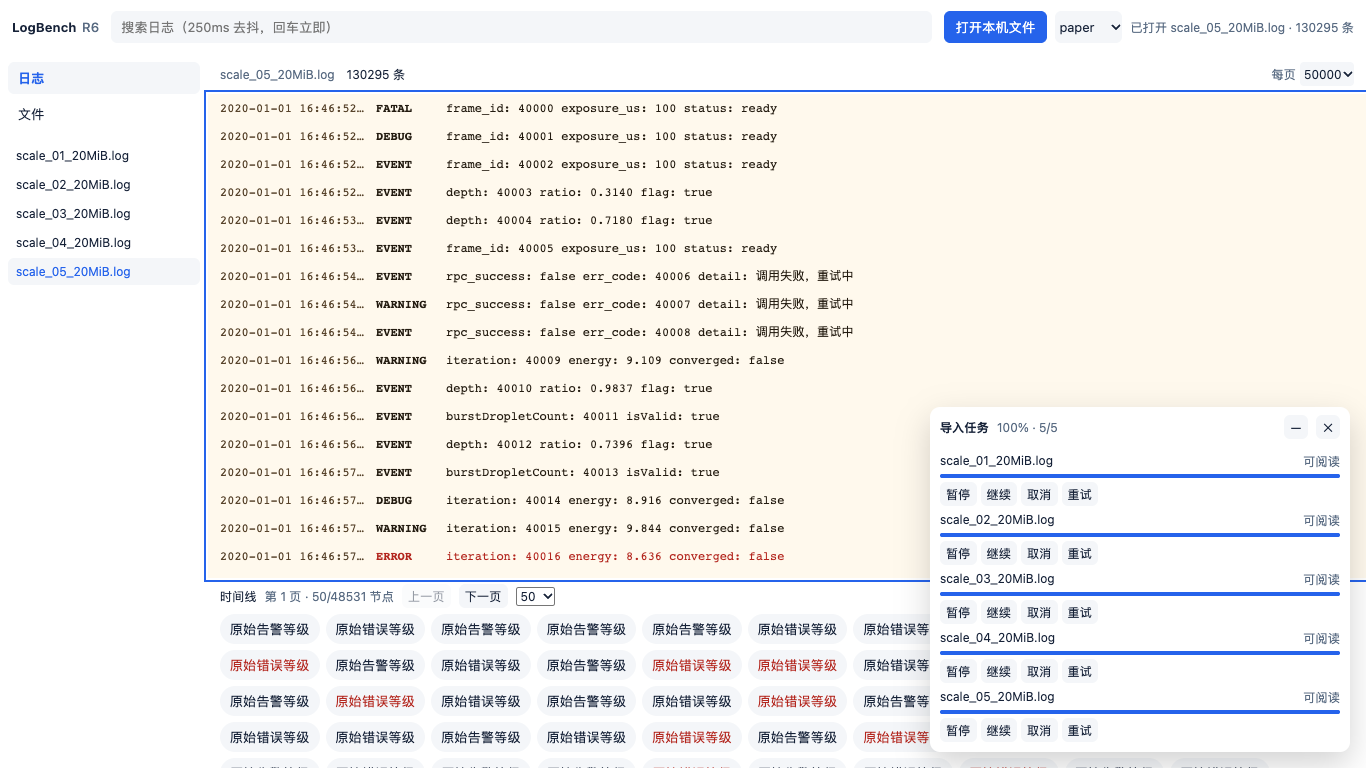 LogBench R6 搜索日志（250ms 去抖，回车立即） 打开本机文件 paper 已打开 scale_05_20MiB.log · 130295 条
日志
文件
scale_01_20MiB.log
scale_02_20MiB.log
scale_03_20MiB.log
scale_04_20MiB.log
scale_05_20MiB.log
scale_05_20MiB.log 130295 条 每页 50000
2020-01-01 16:46:52… FATAL frame_id: 40000 exposure_us: 100 status: ready
2020-01-01 16:46:52… DEBUG frame_id: 40001 exposure_us: 100 status: ready
2020-01-01 16:46:52… EVENT frame_id: 40002 exposure_us: 100 status: ready
2020-01-01 16:46:52… EVENT depth: 40003 ratio: 0.3140 flag: true
2020-01-01 16:46:53… EVENT depth: 40004 ratio: 0.7180 flag: true
2020-01-01 16:46:53… EVENT frame_id: 40005 exposure_us: 100 status: ready
2020-01-01 16:46:54… EVENT rpc_success: false err_code: 40006 detail: 调用失败，重试中
2020-01-01 16:46:54… WARNING rpc_success: false err_code: 40007 detail: 调用失败，重试中
2020-01-01 16:46:54… EVENT rpc_success: false err_code: 40008 detail: 调用失败，重试中
2020-01-01 16:46:56… WARNING iteration: 40009 energy: 9.109 converged: false
2020-01-01 16:46:56… EVENT depth: 40010 ratio: 0.9837 flag: true
2020-01-01 16:46:56… EVENT burstDropletCount: 40011 isValid: true
2020-01-01 16:46:56… EVENT depth: 40012 ratio: 0.7396 flag: true
2020-01-01 16:46:57… EVENT burstDropletCount: 40013 isValid: true
2020-01-01 16:46:57… DEBUG iteration: 40014 energy: 8.916 converged: false
2020-01-01 16:46:57… WARNING iteration: 40015 energy: 9.844 converged: false
2020-01-01 16:46:57… ERROR iteration: 40016 energy: 8.636 converged: false
时间线 第 1 页 · 50/48531 节点 上一页 下一页 50
原始告警等级 原始错误等级 原始告警等级 原始告警等级 原始告警等级 原始错误等级 原始错误等
原始错误等级 原始告警等级 原始错误等级 原始告警等级 原始错误等级 原始错误等级 原始错误等
原始告警等级 原始错误等级 原始错误等级 原始告警等级 原始错误等级 原始错误等级 原始告警等
原始错误等级 原始错误等级 原始告警等级 原始错误等级 原始错误等级 原始告警等级 原始错误等
导入任务 100% · 5/5
scale_01_20MiB.log 可阅读
暂停 继续 取消 重试
scale_02_20MiB.log 可阅读
暂停 继续 取消 重试
scale_03_20MiB.log 可阅读
暂停 继续 取消 重试
scale_04_20MiB.log 可阅读
暂停 继续 取消 重试
scale_05_20MiB.log 可阅读
暂停 继续 取消 重试